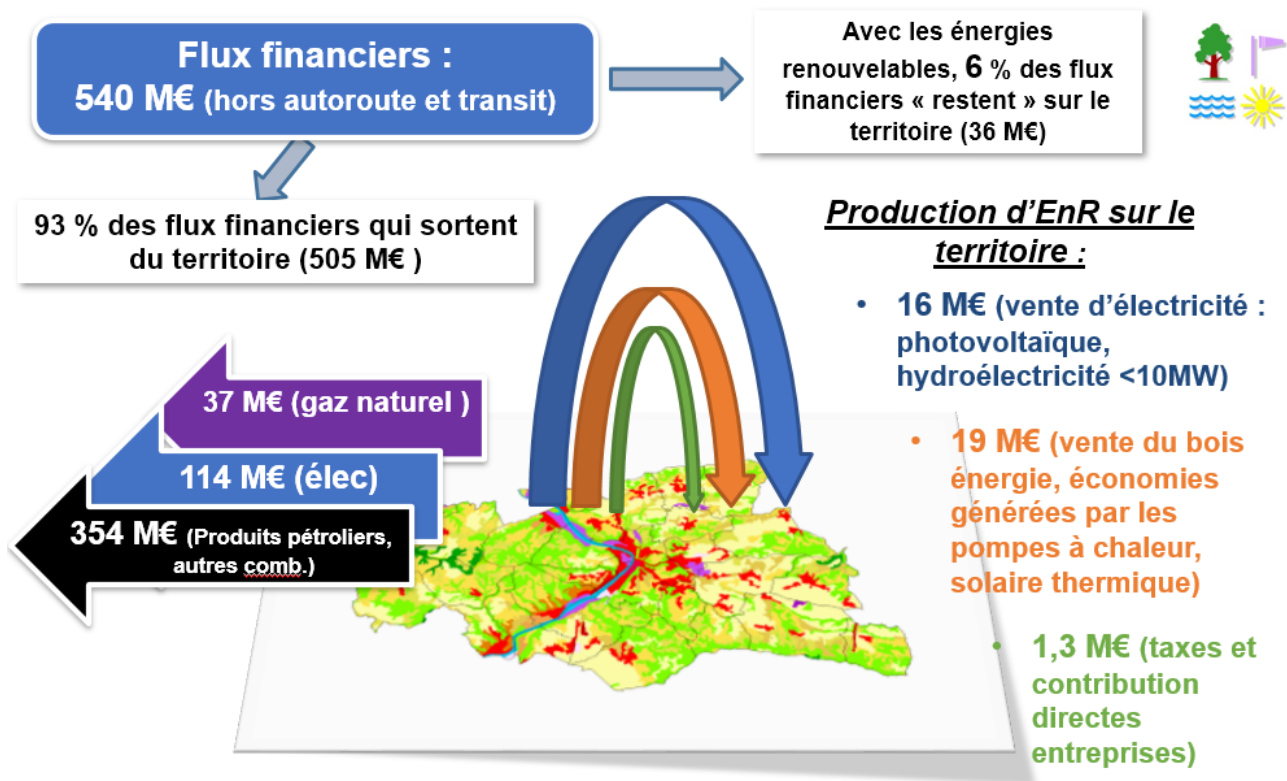 Flux financiers :
540 M€ (hors autoroute et transit)
Avec les énergies
renouvelables, 6 % des flux
financiers « restent » sur le
territoire (36 M€)
93 % des flux financiers qui sortent
du territoire (505 M€ )
37 M€ (gaz naturel )
114 M€ (élec)
354 M€ (Produits pétroliers,
autres comb.)
Production d’EnR sur le
territoire :
• 16 M€ (vente d’électricité :
photovoltaïque,
hydroélectricité <10MW)
• 19 M€ (vente du bois
énergie, économies
générées par les
pompes à chaleur,
solaire thermique)
• 1,3 M€ (taxes et
contribution
directes
entreprises)